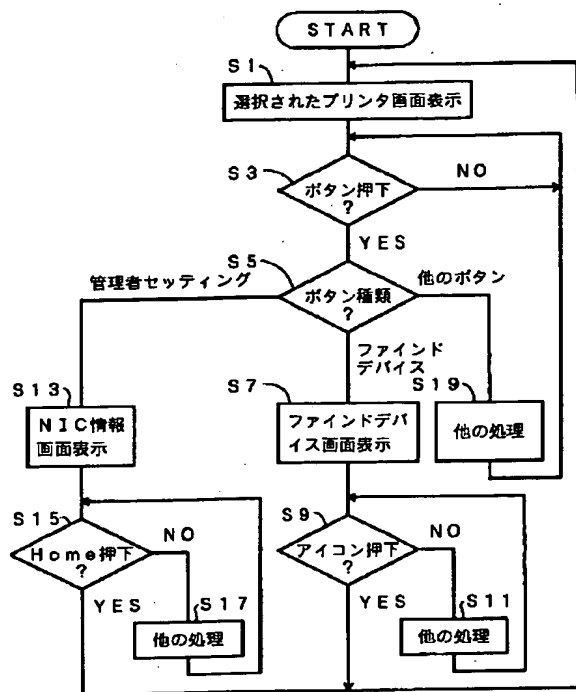 START
S1
選択されたプリンタ画面表示
S3
ボタン押下
?
NO
YES
S5
管理者セッティング
ボタン種類
?
他のボタン
ファインド
デバイス
S13
NIC情報
画面表示
S7
ファインドデバ
イス画面表示
S19
他の処理
S15
Home押下
?
NO
YES
S17
他の処理
S9
アイコン押下
?
NO
YES
S11
他の処理